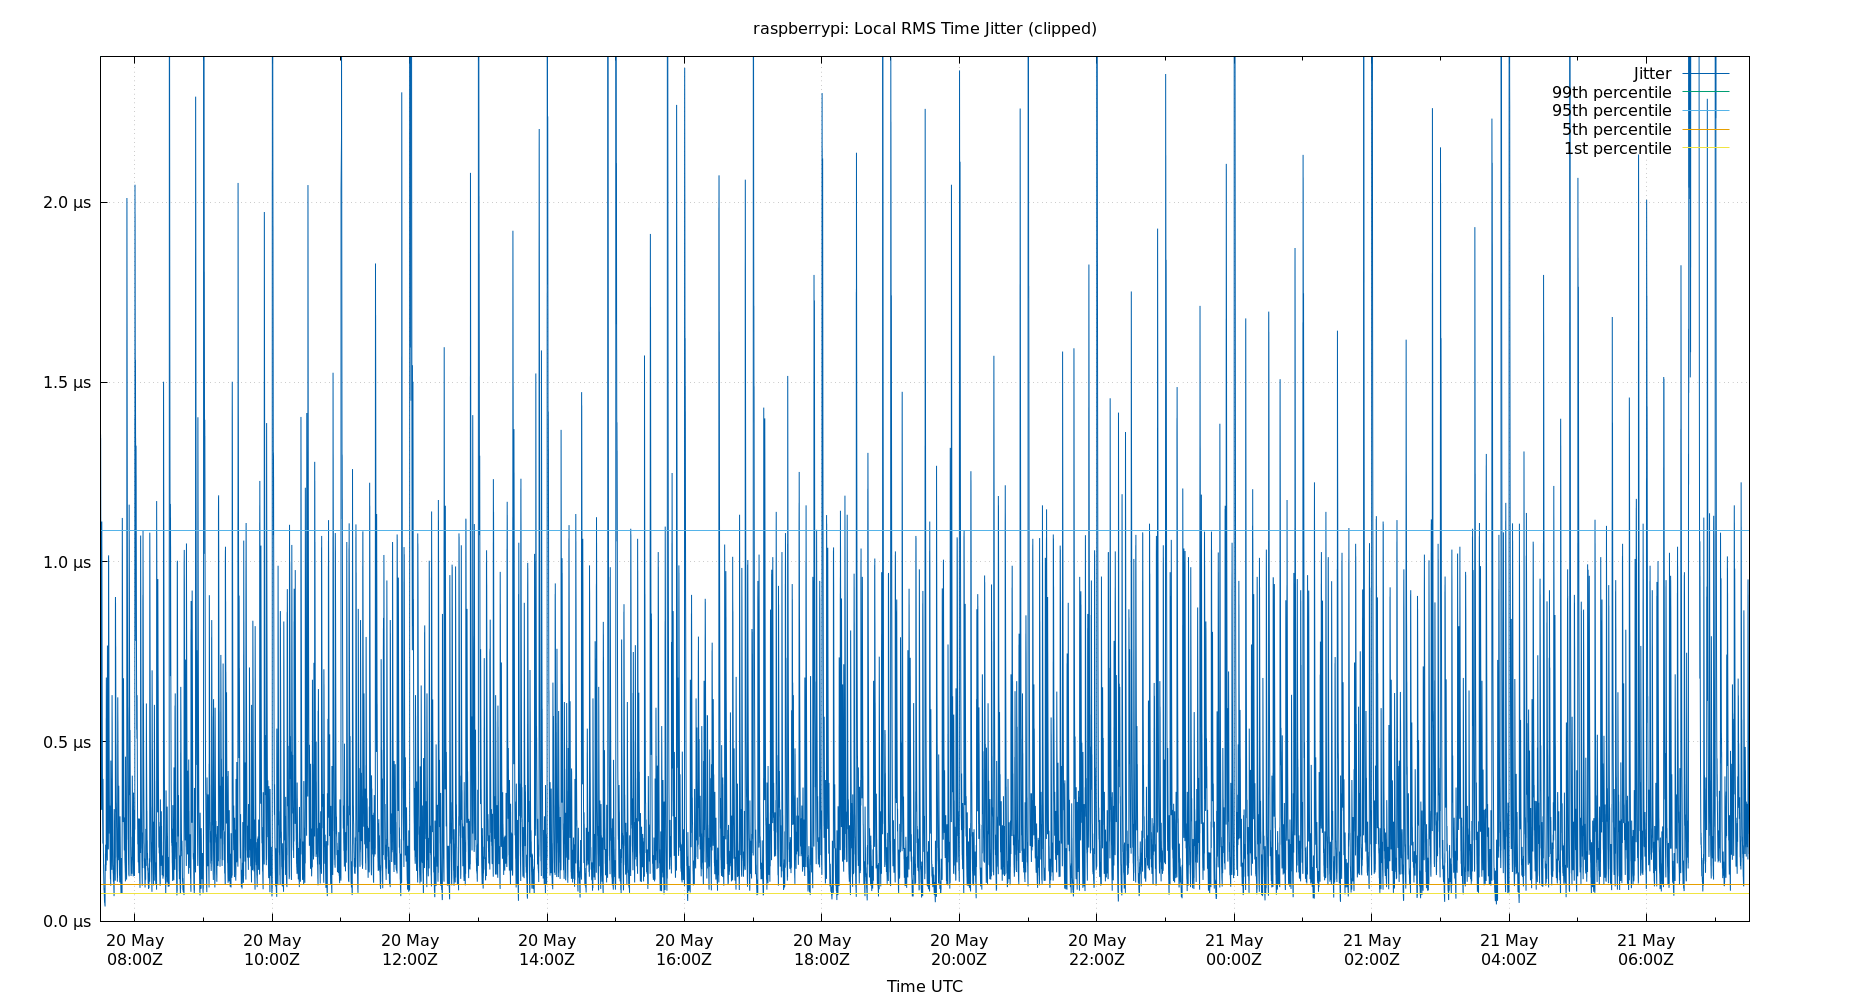 raspberrypi: Local RMS Time Jitter (clipped)
Jitter
99th percentile
95th percentile
5th percentile
1st percentile
2.0 µs
1.5 µs
1.0 µs
0.5 µs
0.0 µs
20 May 20 May 20 May 20 May 20 May 20 May 20 May 20 May 21 May 21 May 21 May 21 May
08:00Z 10:00Z 12:00Z 14:00Z 16:00Z 18:00Z 20:00Z 22:00Z 00:00Z 02:00Z 04:00Z 06:00Z
Time UTC